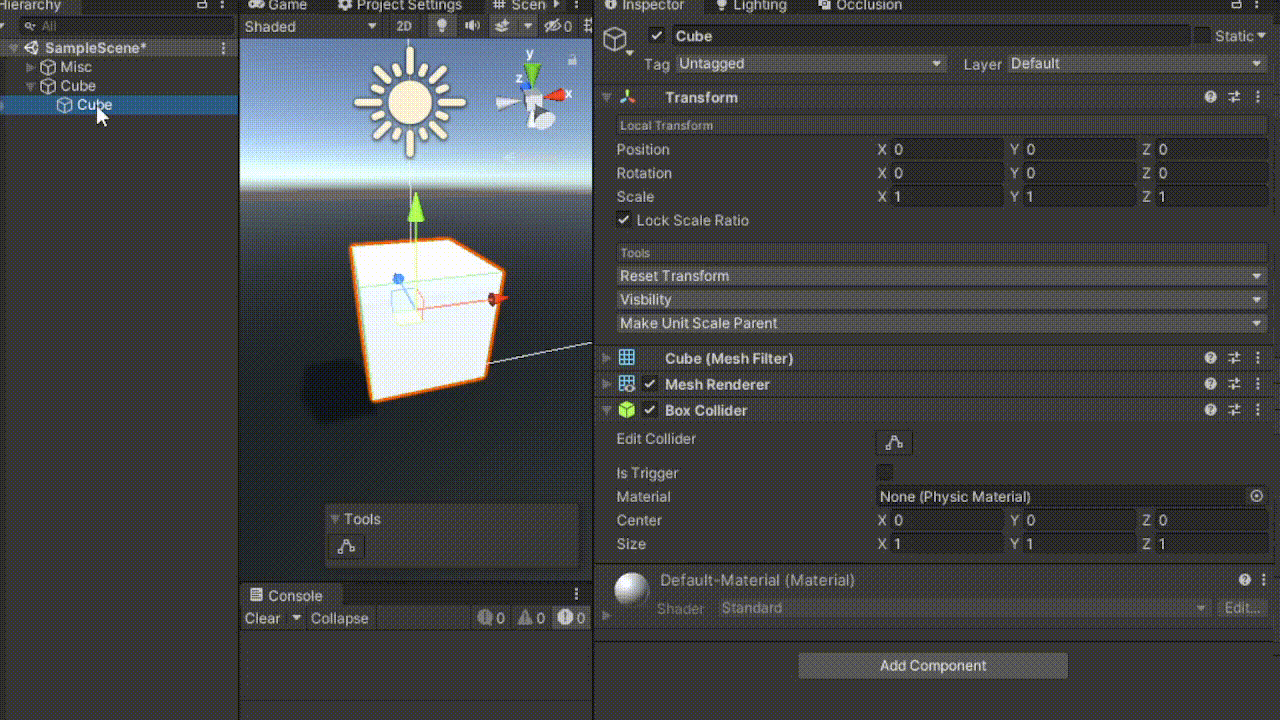 Hierarchy
All
SampleScene*
Misc
Cube
Cube
Game
Project Settings
Scen
Shaded
2D
0
y
z
x
Tools
Console
Clear
Collapse
0
0
0
Inspector
Lighting
Occlusion
Cube
Static
Tag
Untagged
Layer
Default
Transform
Local Transform
Position X 0 Y 0 Z 0
Rotation X 0 Y 0 Z 0
Scale X 1 Y 1 Z 1
Lock Scale Ratio
Tools
Reset Transform
Visbility
Make Unit Scale Parent
Cube (Mesh Filter)
Mesh Renderer
Box Collider
Edit Collider
Is Trigger
Material None (Physic Material)
Center X 0 Y 0 Z 0
Size X 1 Y 1 Z 1
Default-Material (Material)
Shader Standard Edit...
Add Component